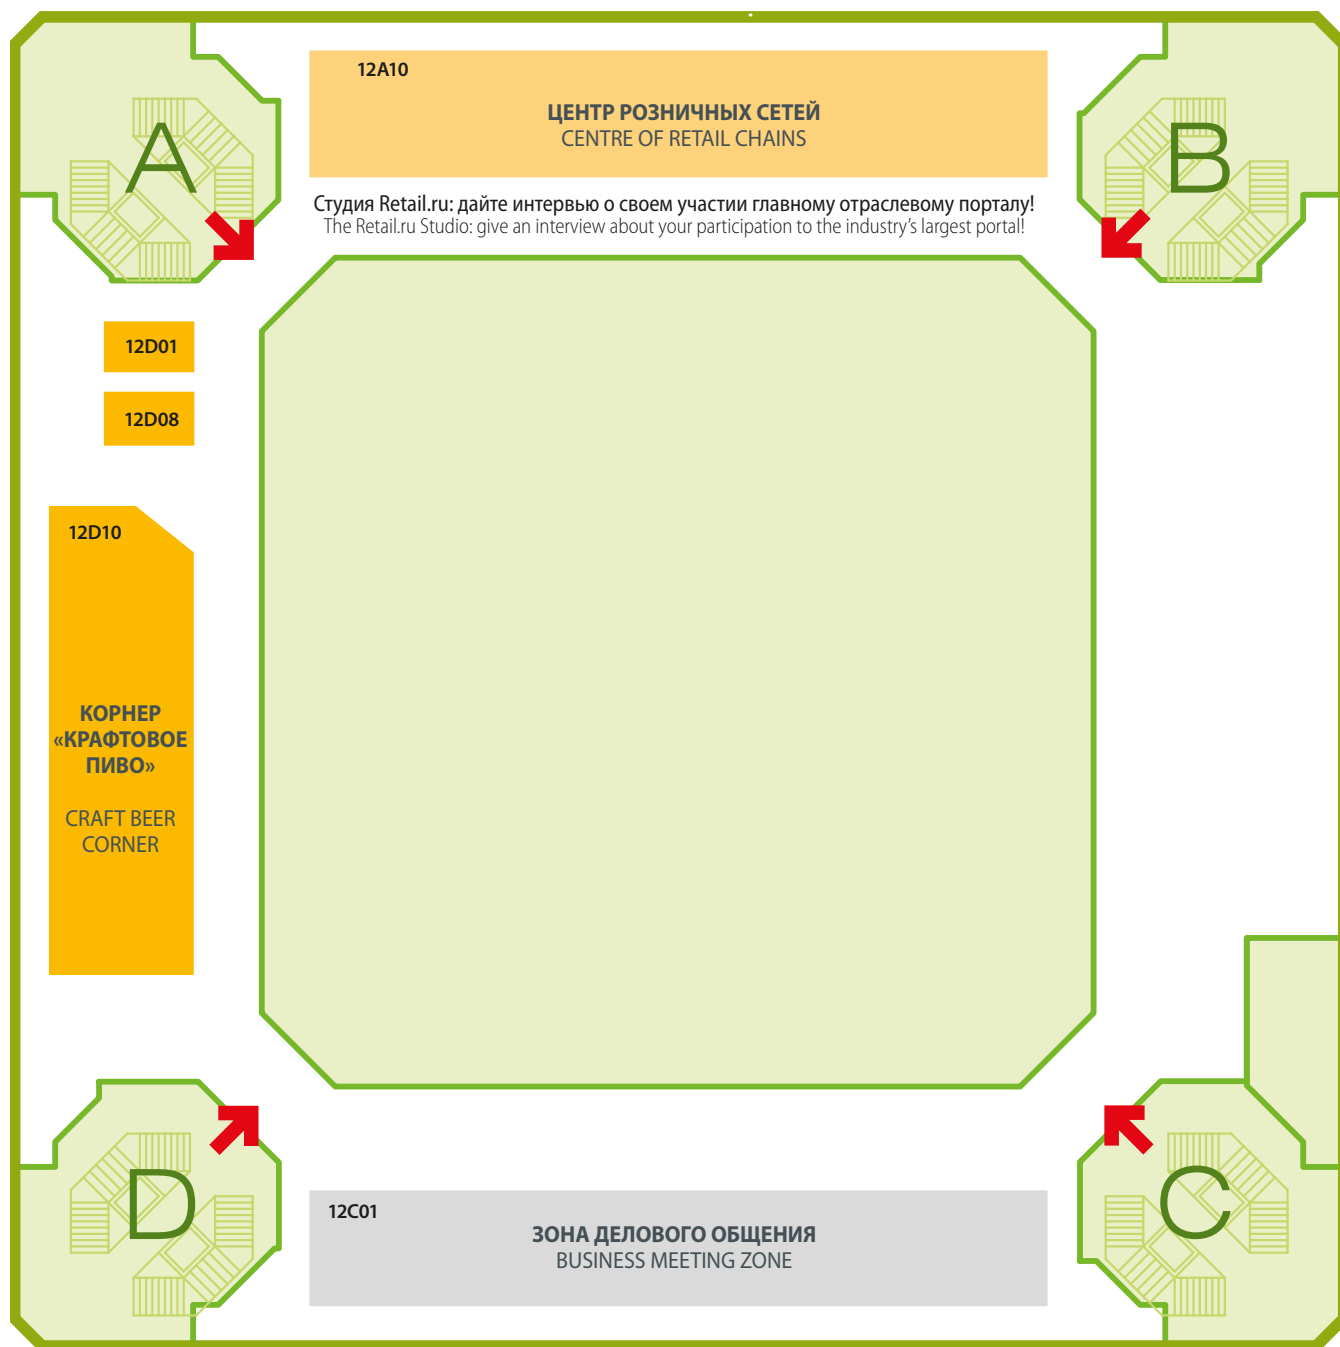 12A10
ЦЕНТР РОЗНИЧНЫХ СЕТЕЙ
CENTRE OF RETAIL CHAINS
A
B
Студия Retail.ru: дайте интервью о своем участии главному отраслевому порталу!
The Retail.ru Studio: give an interview about your participation to the industry's largest portal!
12D01
12D08
12D10
КОРНЕР
«КРАФТОВОЕ
ПИВО»
CRAFT BEER
CORNER
D
C
12C01
ЗОНА ДЕЛОВОГО ОБЩЕНИЯ
BUSINESS MEETING ZONE